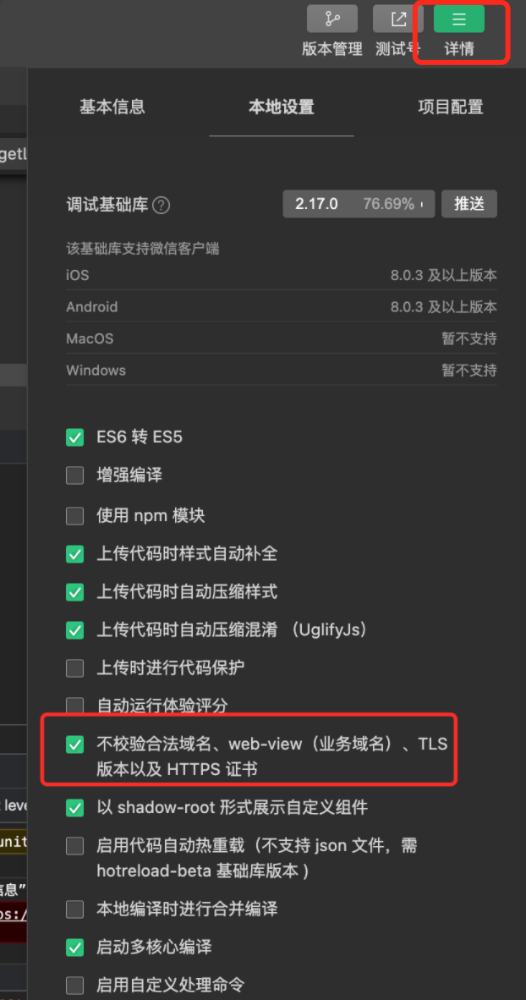 版本管理 测试号 详情
基本信息 本地设置 项目配置
getl
调试基础库 ? 2.17.0 76.69% 推送
该基础库支持微信客户端
iOS 8.0.3 及以上版本
Android 8.0.3 及以上版本
MacOS 暂不支持
Windows 暂不支持
ES6 转 ES5
增强编译
使用 npm 模块
上传代码时样式自动补全
上传代码时自动压缩样式
上传代码时自动压缩混淆 （UglifyJs）
上传时进行代码保护
自动运行体验评分
不校验合法域名、web-view（业务域名）、TLS
版本以及 HTTPS 证书
leve
以 shadow-root 形式展示自定义组件
unit
启用代码自动热重载（不支持 json 文件，需
hotreload-beta 基础库版本 )
信息”
os:/
本地编译时进行合并编译
启动多核心编译
启用自定义处理命令